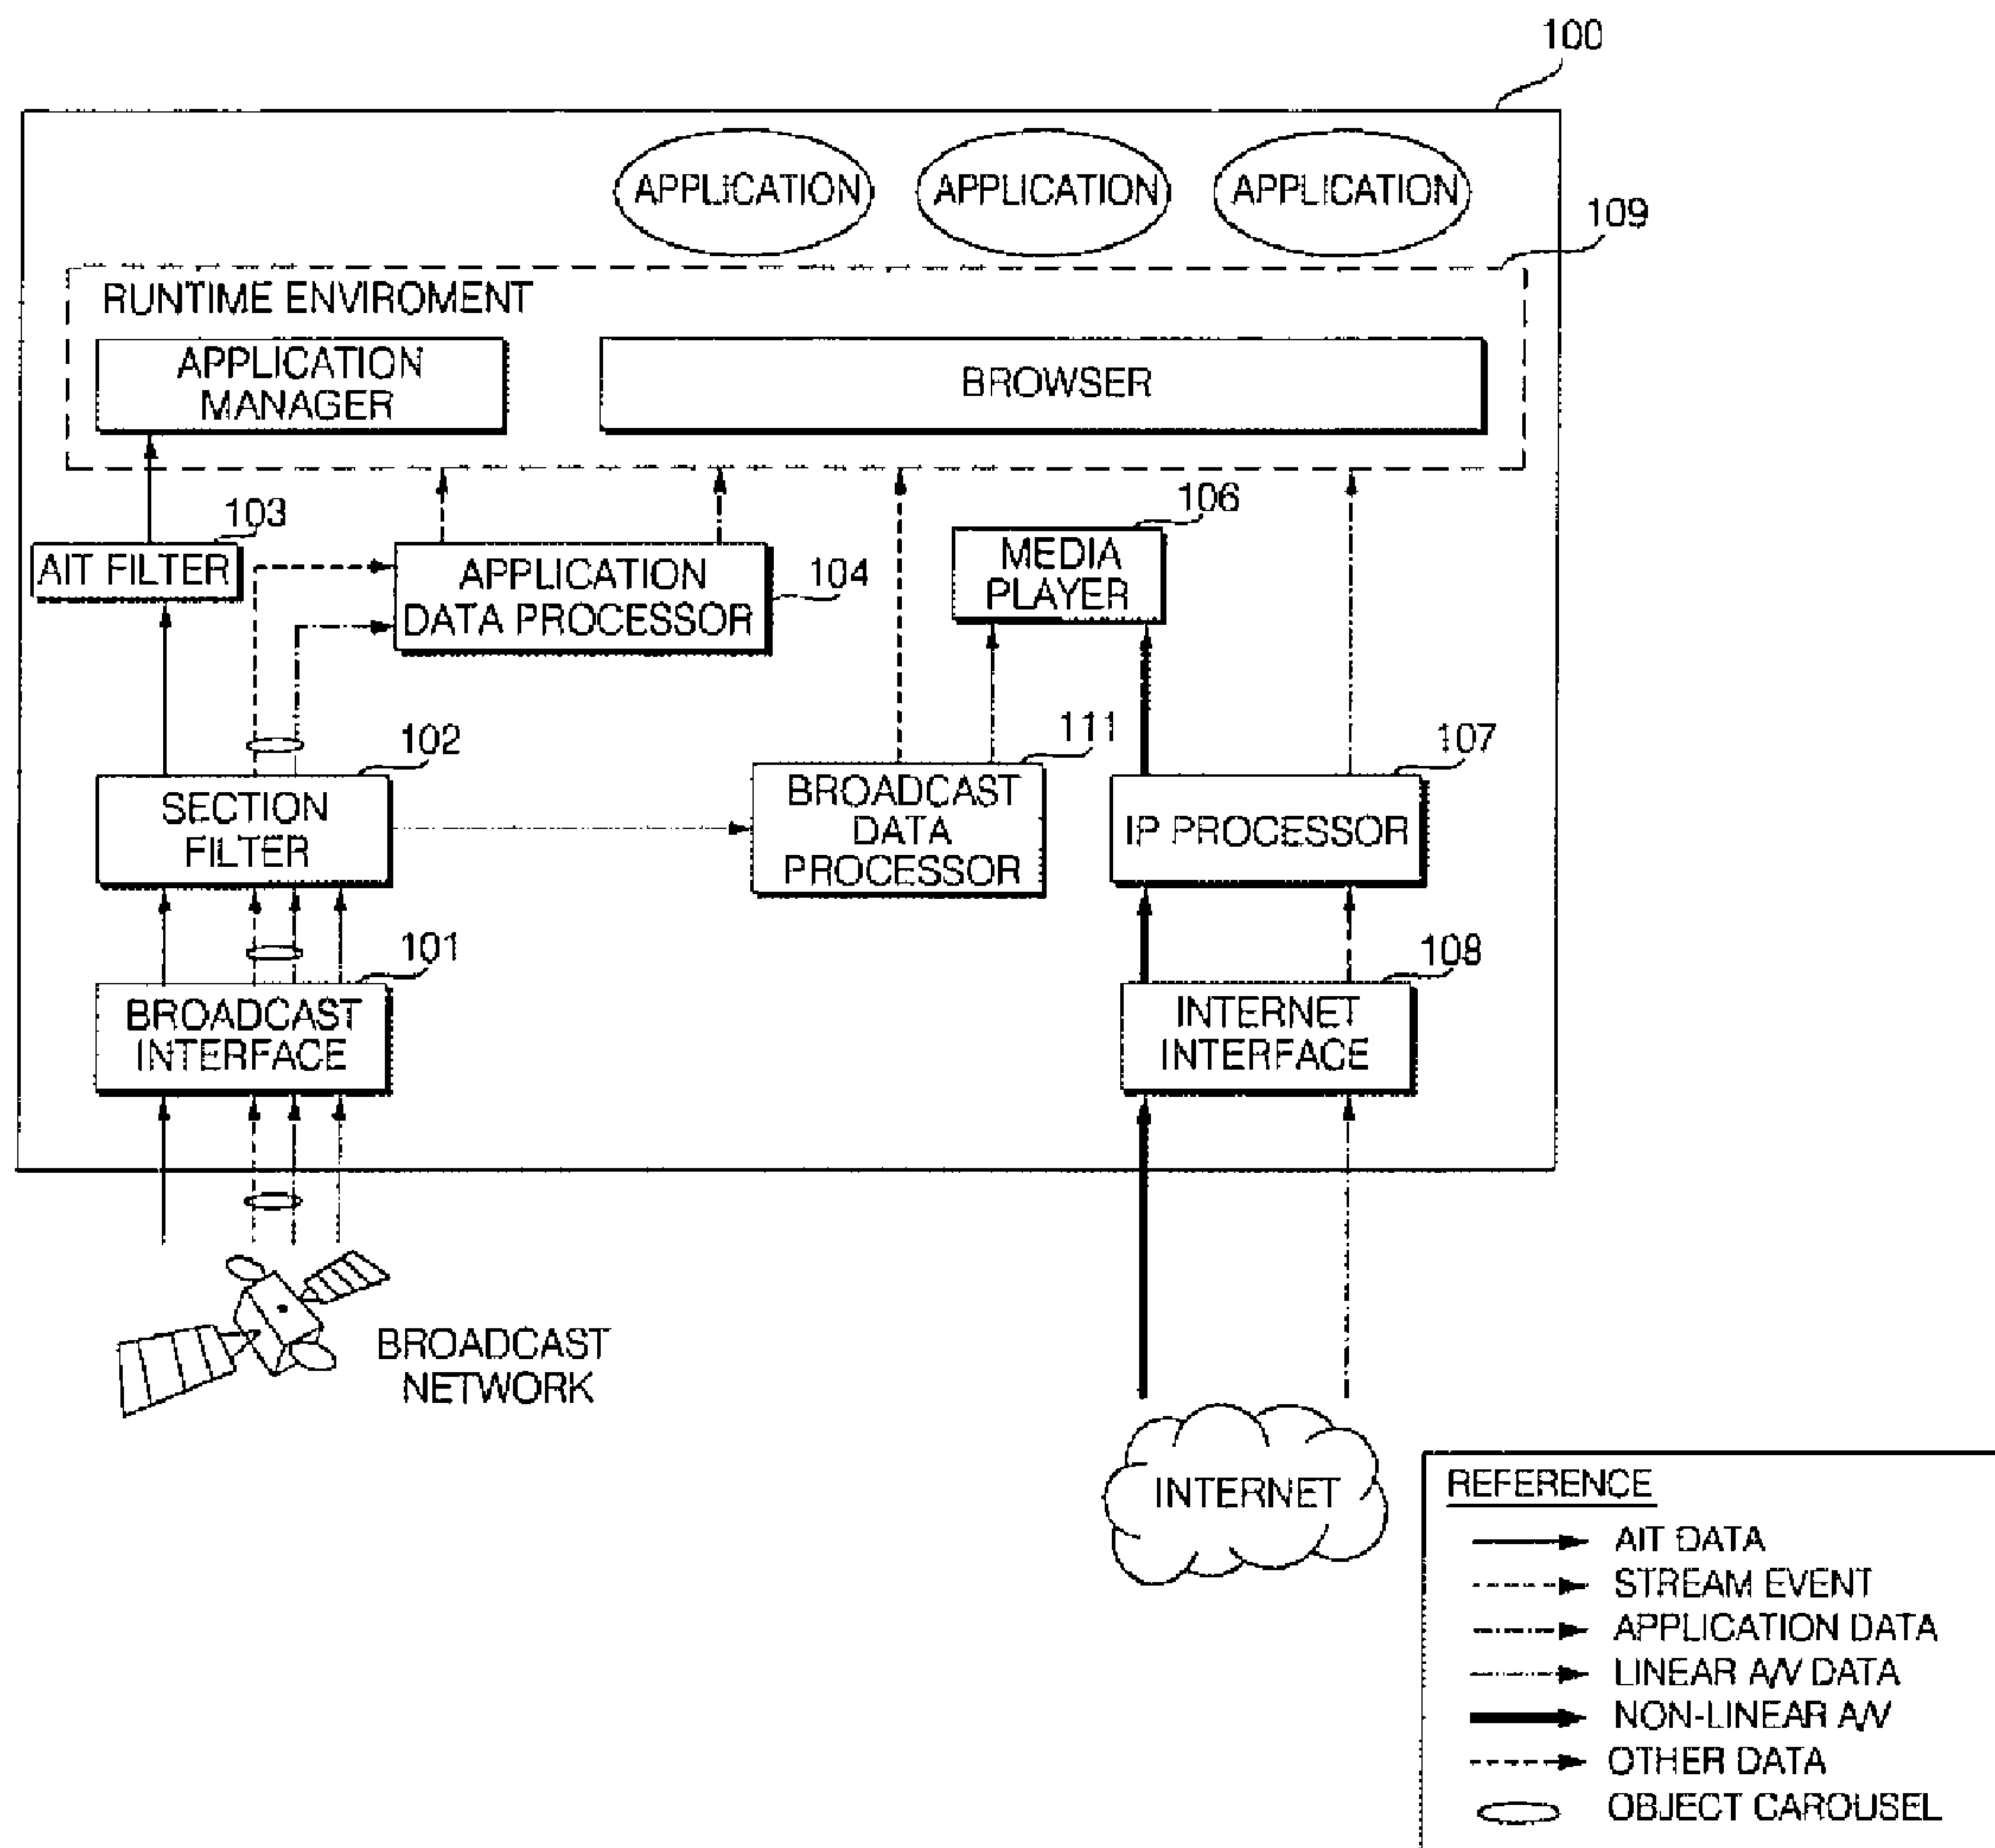 100
APPLICATION
APPLICATION
APPLICATION
109
RUNTIME ENVIROMENT
APPLICATION
MANAGER
BROWSER
103
AIT FILTER
APPLICATION
DATA PROCESSOR
104
106
MEDIA
PLAYER
102
SECTION
FILTER
111
BROADCAST
DATA
PROCESSOR
107
IP PROCESSOR
101
BROADCAST
INTERFACE
108
INTERNET
INTERFACE
BROADCAST
NETWORK
INTERNET
REFERENCE
AIT DATA
STREAM EVENT
APPLICATION DATA
LINEAR A/V DATA
NON-LINEAR A/V
OTHER DATA
OBJECT CAROUSEL